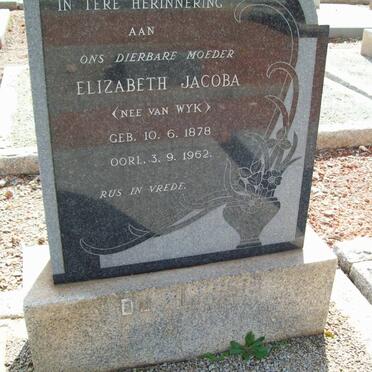 IN TERE HERINNERING
AAN
ONS DIERBARE MOEDER
ELIZABETH JACOBA
(NEE VAN WYK)
GEB. 10. 6. 1878
OORL. 3. 9. 1962.
RUS IN VREDE.